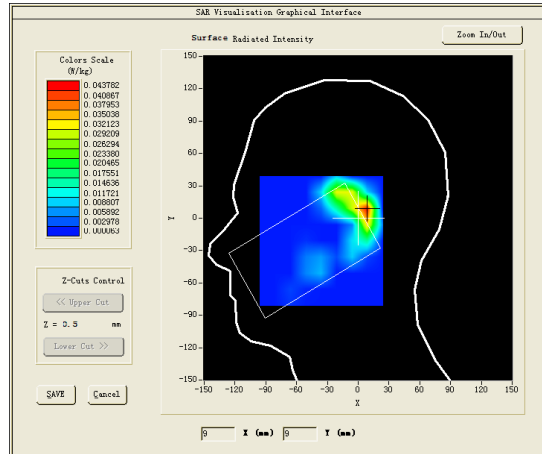 SAR Visualisation Graphical Interface
Surface Radiated Intensity
Zoom In/Out
Colors Scale
(W/kg)
0.043782
0.040867
0.037953
0.035038
0.032123
0.029209
0.026294
0.023380
0.020465
0.017551
0.014636
0.011721
0.008807
0.005892
0.002978
0.000063
Z-Cuts Control
<< Upper Cut
Z = 0.5 mm
Lower Cut >>
SAVE
Cancel
150
120
90
60
30
0
-30
-60
-90
-120
-150
Y
-150 -120 -90 -60 -30 0 30 60 90 120 150
X
9 X (mm) 9 Y (mm)